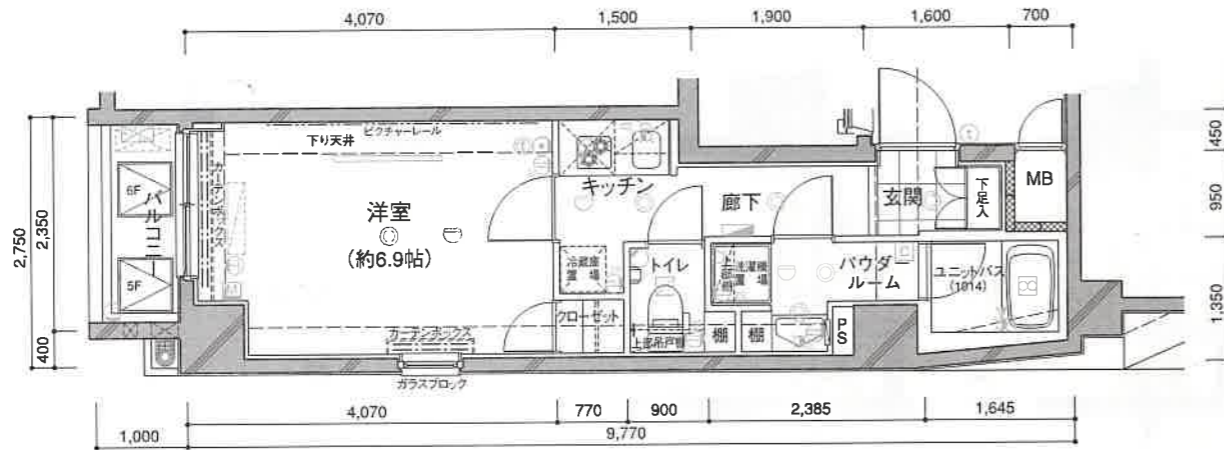 4,070
1,500
1,900
1,600
700
下り天井
ピクチャーレール
カーテンボックス
6F
5F
バルコニー
洋室
(約6.9帖)
キッチン
廊下
玄関
下足入
MB
冷蔵庫
置場
トイレ
上部棚
洗濯機
置場
パウダ
ルーム
ユニットバス
(1014)
クローゼット
カーテンボックス
上部吊戸棚
棚
棚
PS
ガラスブロック
2,750
2,350
400
450
950
1,350
4,070
770
900
2,385
1,645
1,000
9,770